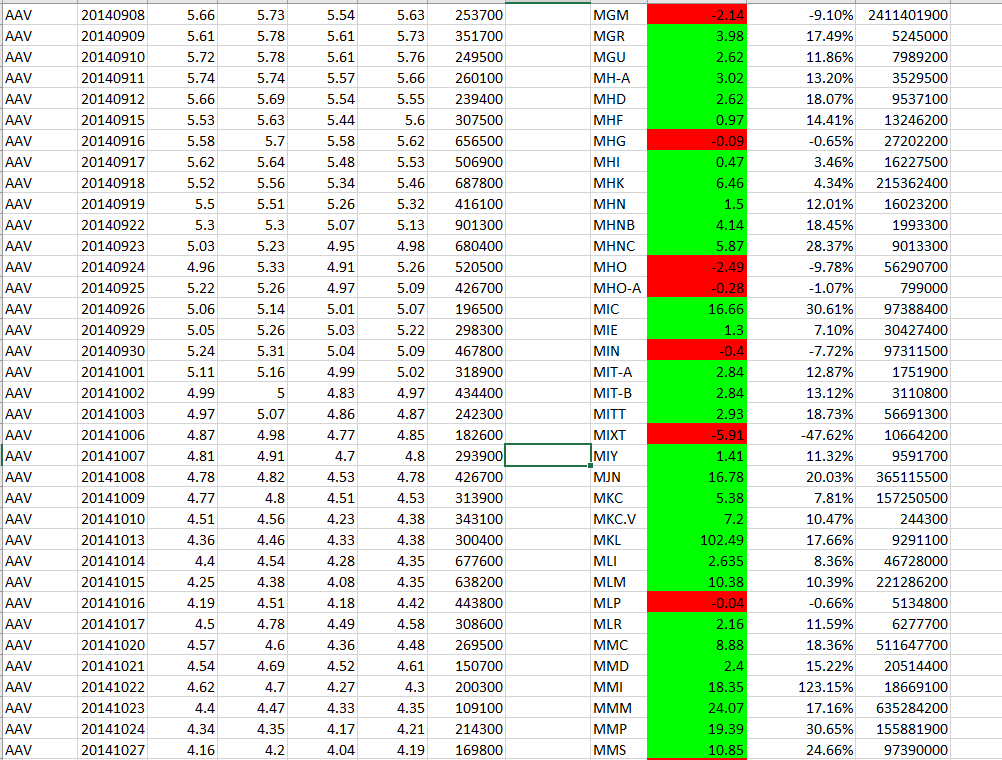 AAV 20140908 5.66 5.73 5.54 5.63 253700 MGM -2.14 -9.10% 2411401900
AAV 20140909 5.61 5.78 5.61 5.73 351700 MGR 3.98 17.49% 5245000
AAV 20140910 5.72 5.78 5.61 5.76 249500 MGU 2.62 11.86% 7989200
AAV 20140911 5.74 5.74 5.57 5.66 260100 MH-A 3.02 13.20% 3529500
AAV 20140912 5.66 5.69 5.54 5.55 239400 MHD 2.62 18.07% 9537100
AAV 20140915 5.53 5.63 5.44 5.6 307500 MHF 0.97 14.41% 13246200
AAV 20140916 5.58 5.7 5.58 5.62 656500 MHG -0.09 -0.65% 27202200
AAV 20140917 5.62 5.64 5.48 5.53 506900 MHI 0.47 3.46% 16227500
AAV 20140918 5.52 5.56 5.34 5.46 687800 MHK 6.46 4.34% 215362400
AAV 20140919 5.5 5.51 5.26 5.32 416100 MHN 1.5 12.01% 16023200
AAV 20140922 5.3 5.3 5.07 5.13 901300 MHNB 4.14 18.45% 1993300
AAV 20140923 5.03 5.23 4.95 4.98 680400 MHNC 5.87 28.37% 9013300
AAV 20140924 4.96 5.33 4.91 5.26 520500 MHO -2.49 -9.78% 56290700
AAV 20140925 5.22 5.26 4.97 5.09 426700 MHO-A -0.28 -1.07% 799000
AAV 20140926 5.06 5.14 5.01 5.07 196500 MIC 16.66 30.61% 97388400
AAV 20140929 5.05 5.26 5.03 5.22 298300 MIE 1.3 7.10% 30427400
AAV 20140930 5.24 5.31 5.04 5.09 467800 MIN -0.4 -7.72% 97311500
AAV 20141001 5.11 5.16 4.99 5.02 318900 MIT-A 2.84 12.87% 1751900
AAV 20141002 4.99 5 4.83 4.97 434400 MIT-B 2.84 13.12% 3110800
AAV 20141003 4.97 5.07 4.86 4.87 242300 MITT 2.93 18.73% 56691300
AAV 20141006 4.87 4.98 4.77 4.85 182600 MIXT -5.91 -47.62% 10664200
AAV 20141007 4.81 4.91 4.7 4.8 293900 MIY 1.41 11.32% 9591700
AAV 20141008 4.78 4.82 4.53 4.78 426700 MJN 16.78 20.03% 365115500
AAV 20141009 4.77 4.8 4.51 4.53 313900 MKC 5.38 7.81% 157250500
AAV 20141010 4.51 4.56 4.23 4.38 343100 MKC.V 7.2 10.47% 244300
AAV 20141013 4.36 4.46 4.33 4.38 300400 MKL 102.49 17.66% 9291100
AAV 20141014 4.4 4.54 4.28 4.35 677600 MLI 2.635 8.36% 46728000
AAV 20141015 4.25 4.38 4.08 4.35 638200 MLM 10.38 10.39% 221286200
AAV 20141016 4.19 4.51 4.18 4.42 443800 MLP -0.04 -0.66% 5134800
AAV 20141017 4.5 4.78 4.49 4.58 308600 MLR 2.16 11.59% 6277700
AAV 20141020 4.57 4.6 4.36 4.48 269500 MMC 8.88 18.36% 511647700
AAV 20141021 4.54 4.69 4.52 4.61 150700 MMD 2.4 15.22% 20514400
AAV 20141022 4.62 4.7 4.27 4.3 200300 MMI 18.35 123.15% 18669100
AAV 20141023 4.4 4.47 4.33 4.35 109100 MMM 24.07 17.16% 635284200
AAV 20141024 4.34 4.35 4.17 4.21 214300 MMP 19.39 30.65% 155881900
AAV 20141027 4.16 4.2 4.04 4.19 169800 MMS 10.85 24.66% 97390000